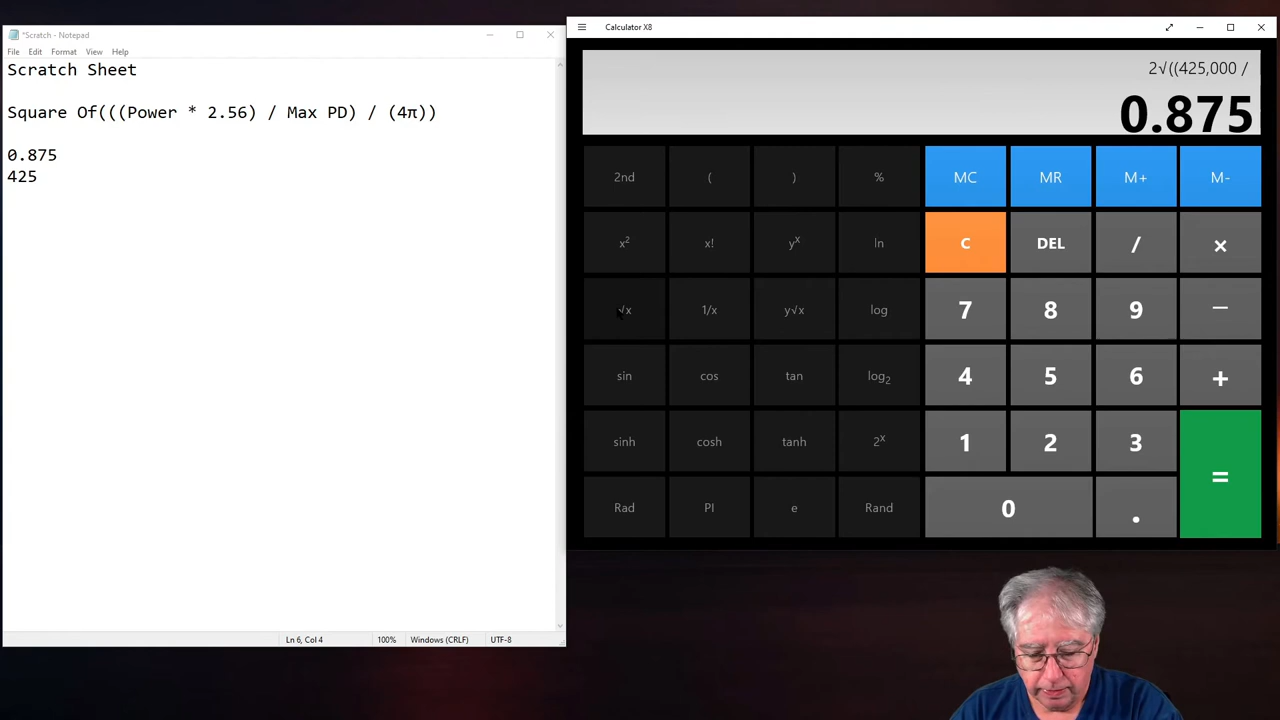 *Scratch - Notepad
File Edit Format View Help
Scratch Sheet
Square Of(((Power * 2.56) / Max PD) / (4π))
0.875
425
Ln 6, Col 4 100% Windows (CRLF) UTF-8
Calculator X8
2√((425,000 /
0.875
2nd ( ) % MC MR M+ M-
x² x! yˣ ln C DEL / ×
√x 1/x y√x log 7 8 9 −
sin cos tan log₂ 4 5 6 +
sinh cosh tanh 2ˣ 1 2 3 =
Rad PI e Rand 0 .